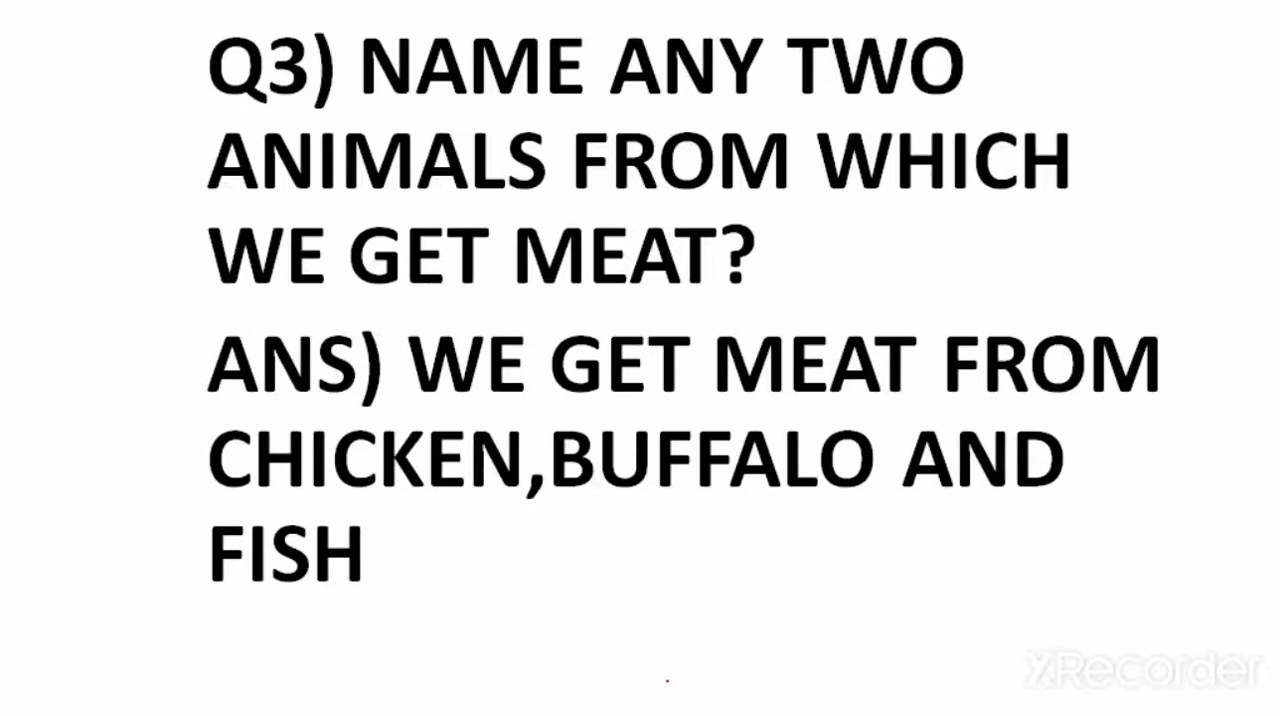 Q3) NAME ANY TWO
ANIMALS FROM WHICH
WE GET MEAT?
ANS) WE GET MEAT FROM
CHICKEN,BUFFALO AND
FISH
XRecorder